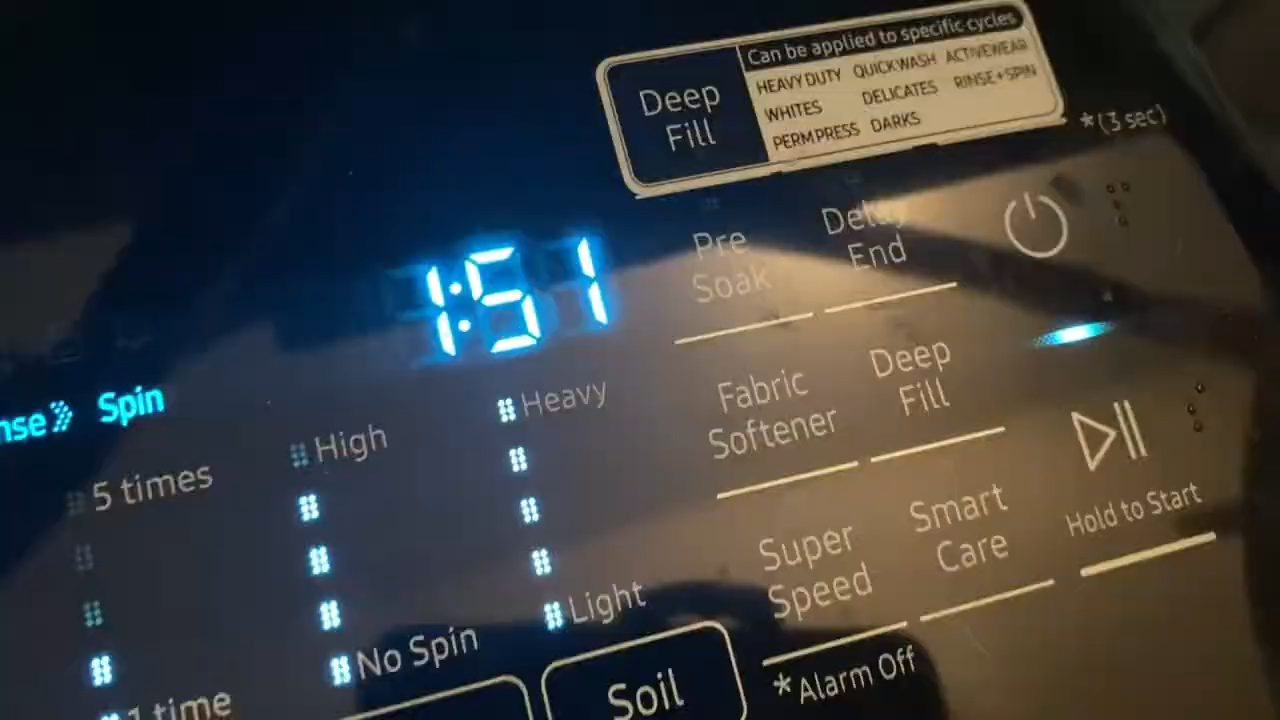 Deep
Fill
Can be applied to specific cycles
HEAVY DUTY QUICKWASH ACTIVEWEAR
WHITES DELICATES RINSE+SPIN
PERM PRESS DARKS
*(3 sec)
1:51
Pre
Soak
Delay
End
nse Spin
5 times
High
Heavy
Fabric
Softener
Deep
Fill
Hold to Start
Super
Speed
Smart
Care
Light
No Spin
1 time
Soil
*Alarm Off